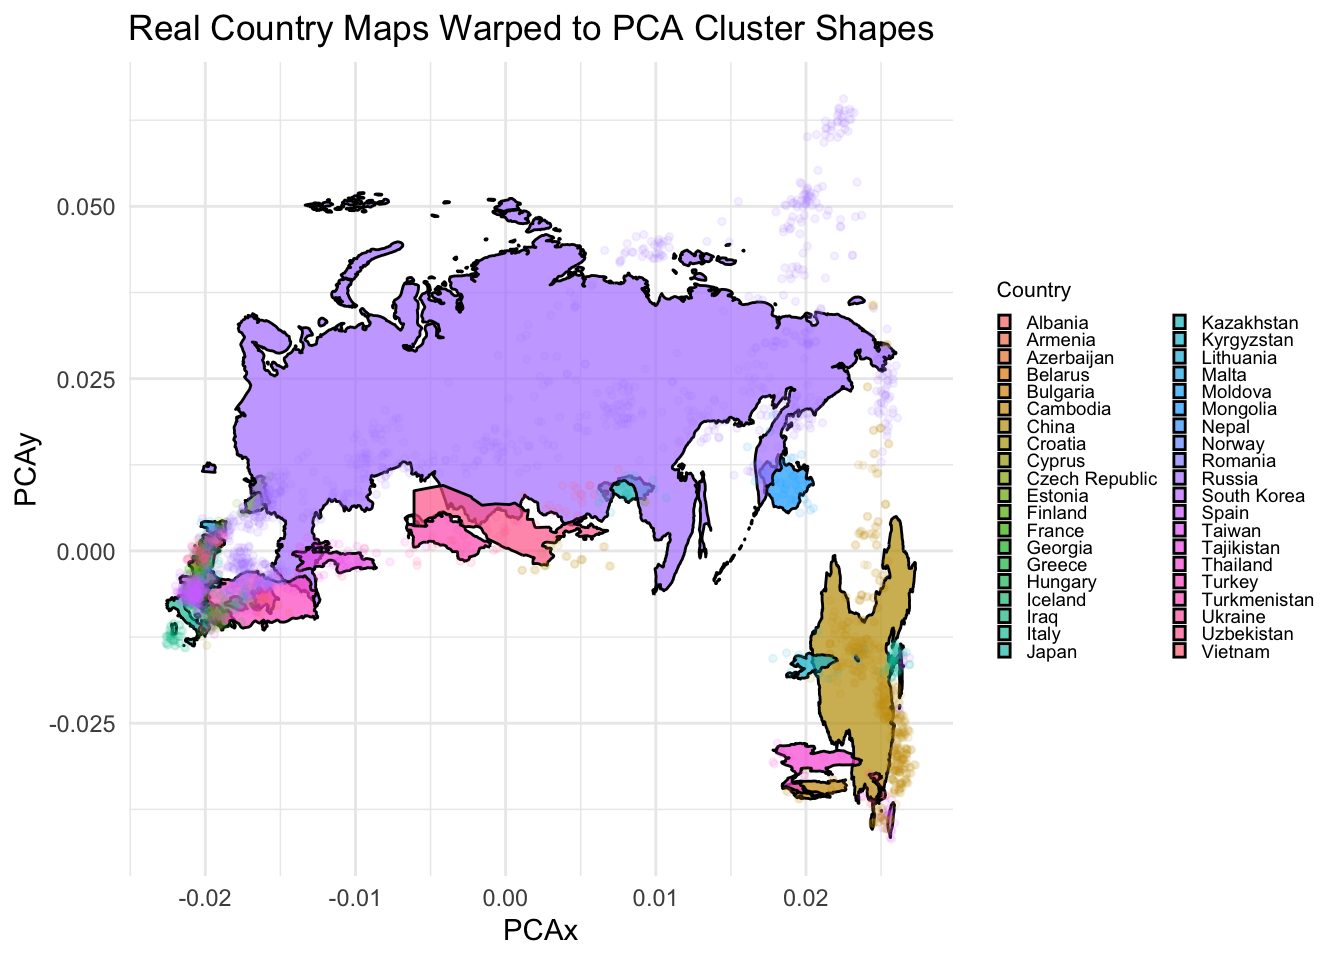 Real Country Maps Warped to PCA Cluster Shapes
PCAy
0.050
0.025
0.000
-0.025
-0.02
-0.01
0.00
0.01
0.02
PCAx
Country
Albania
Armenia
Azerbaijan
Belarus
Bulgaria
Cambodia
China
Croatia
Cyprus
Czech Republic
Estonia
Finland
France
Georgia
Greece
Hungary
Iceland
Iraq
Italy
Japan
Kazakhstan
Kyrgyzstan
Lithuania
Malta
Moldova
Mongolia
Nepal
Norway
Romania
Russia
South Korea
Spain
Taiwan
Tajikistan
Thailand
Turkey
Turkmenistan
Ukraine
Uzbekistan
Vietnam